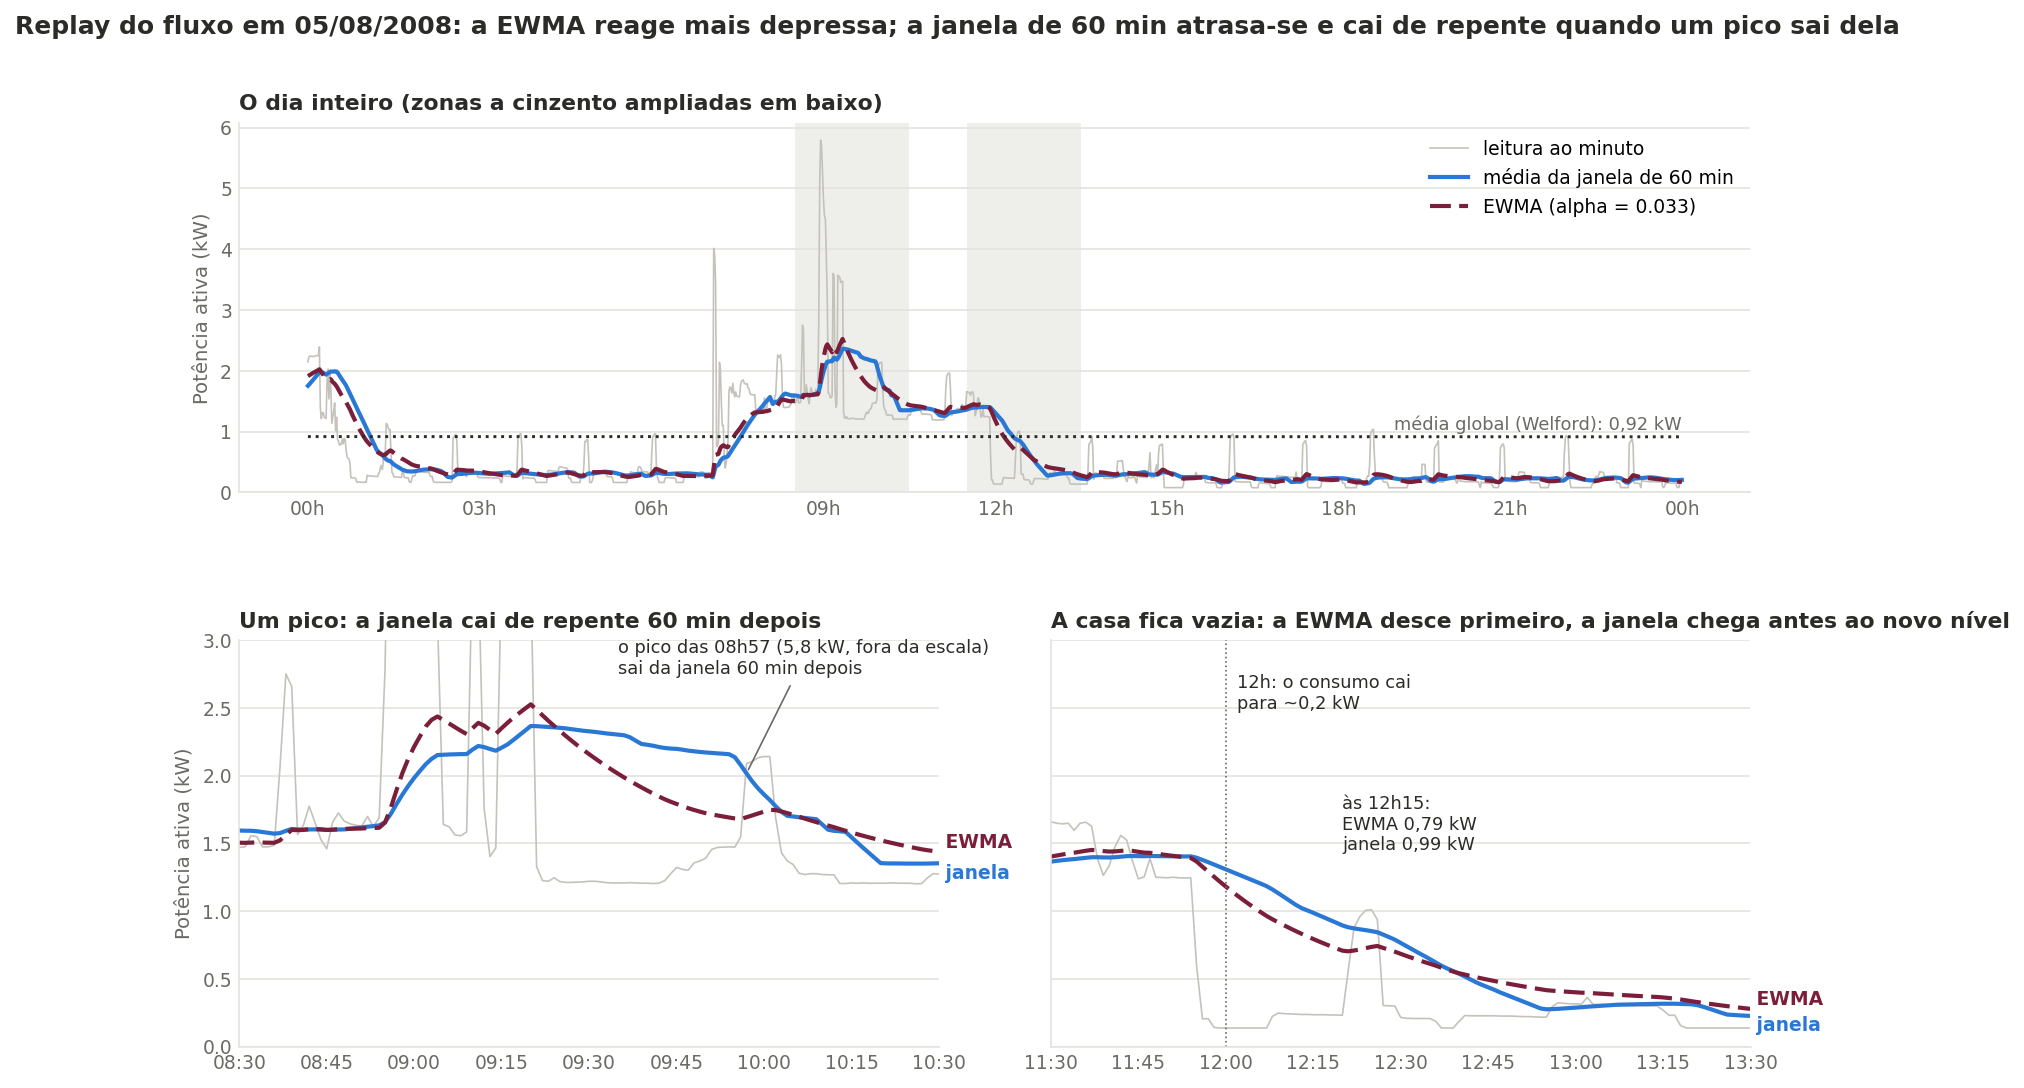 Replay do fluxo em 05/08/2008: a EWMA reage mais depressa; a janela de 60 min atrasa-se e cai de repente quando um pico sai dela
O dia inteiro (zonas a cinzento ampliadas em baixo)
Potência ativa (kW)
6
5
4
3
2
1
0
leitura ao minuto
média da janela de 60 min
EWMA (alpha = 0.033)
média global (Welford): 0,92 kW
00h
03h
06h
09h
12h
15h
18h
21h
00h
Um pico: a janela cai de repente 60 min depois
Potência ativa (kW)
3.0
2.5
2.0
1.5
1.0
0.5
0.0
o pico das 08h57 (5,8 kW, fora da escala)
sai da janela 60 min depois
EWMA
janela
08:30
08:45
09:00
09:15
09:30
09:45
10:00
10:15
10:30
A casa fica vazia: a EWMA desce primeiro, a janela chega antes ao novo nível
12h: o consumo cai
para ~0,2 kW
às 12h15:
EWMA 0,79 kW
janela 0,99 kW
EWMA
janela
11:30
11:45
12:00
12:15
12:30
12:45
13:00
13:15
13:30